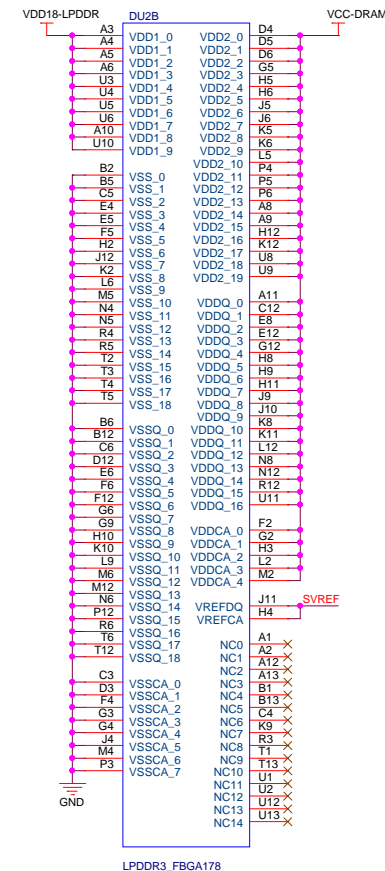 VDD18-LPDDR
DU2B
VCC-DRAM
A3 VDD1_0
A4 VDD1_1
A5 VDD1_2
A6 VDD1_3
U3 VDD1_4
U4 VDD1_5
U5 VDD1_6
U6 VDD1_7
A10 VDD1_8
U10 VDD1_9
B2 VSS_0
B5 VSS_1
C5 VSS_2
E4 VSS_3
E5 VSS_4
F5 VSS_5
H2 VSS_6
J12 VSS_7
K2 VSS_8
L6 VSS_9
M5 VSS_10
N4 VSS_11
N5 VSS_12
R4 VSS_13
R5 VSS_14
T2 VSS_15
T3 VSS_16
T4 VSS_17
T5 VSS_18
B6 VSSQ_0
B12 VSSQ_1
C6 VSSQ_2
D12 VSSQ_3
E6 VSSQ_4
F6 VSSQ_5
F12 VSSQ_6
G6 VSSQ_7
G9 VSSQ_8
H10 VSSQ_9
K10 VSSQ_10
L9 VSSQ_11
M6 VSSQ_12
M12 VSSQ_13
N6 VSSQ_14
P12 VSSQ_15
R6 VSSQ_16
T6 VSSQ_17
T12 VSSQ_18
C3 VSSCA_0
D3 VSSCA_1
F4 VSSCA_2
G3 VSSCA_3
G4 VSSCA_4
J4 VSSCA_5
M4 VSSCA_6
P3 VSSCA_7
GND
VDD2_0 D4
VDD2_1 D5
VDD2_2 D6
VDD2_3 G5
VDD2_4 H5
VDD2_5 H6
VDD2_6 J5
VDD2_7 J6
VDD2_8 K5
VDD2_9 K6
VDD2_10 L5
VDD2_11 P4
VDD2_12 P5
VDD2_13 P6
VDD2_14 A8
VDD2_15 A9
VDD2_16 H12
VDD2_17 K12
VDD2_18 U8
VDD2_19 U9
VDDQ_0 A11
VDDQ_1 C12
VDDQ_2 E8
VDDQ_3 E12
VDDQ_4 G12
VDDQ_5 H8
VDDQ_6 H9
VDDQ_7 H11
VDDQ_8 J9
VDDQ_9 J10
VDDQ_10 K8
VDDQ_11 K11
VDDQ_12 L12
VDDQ_13 N8
VDDQ_14 N12
VDDQ_15 R12
VDDQ_16 U11
VDDCA_0 F2
VDDCA_1 G2
VDDCA_2 H3
VDDCA_3 L2
VDDCA_4 M2
VREFDQ J11 SVREF
VREFCA H4
NC0 A1
NC1 A2
NC2 A12
NC3 A13
NC4 B1
NC5 B13
NC6 C4
NC7 K9
NC8 R3
NC9 T1
NC10 T13
NC11 U1
NC12 U2
NC13 U12
NC14 U13
LPDDR3_FBGA178